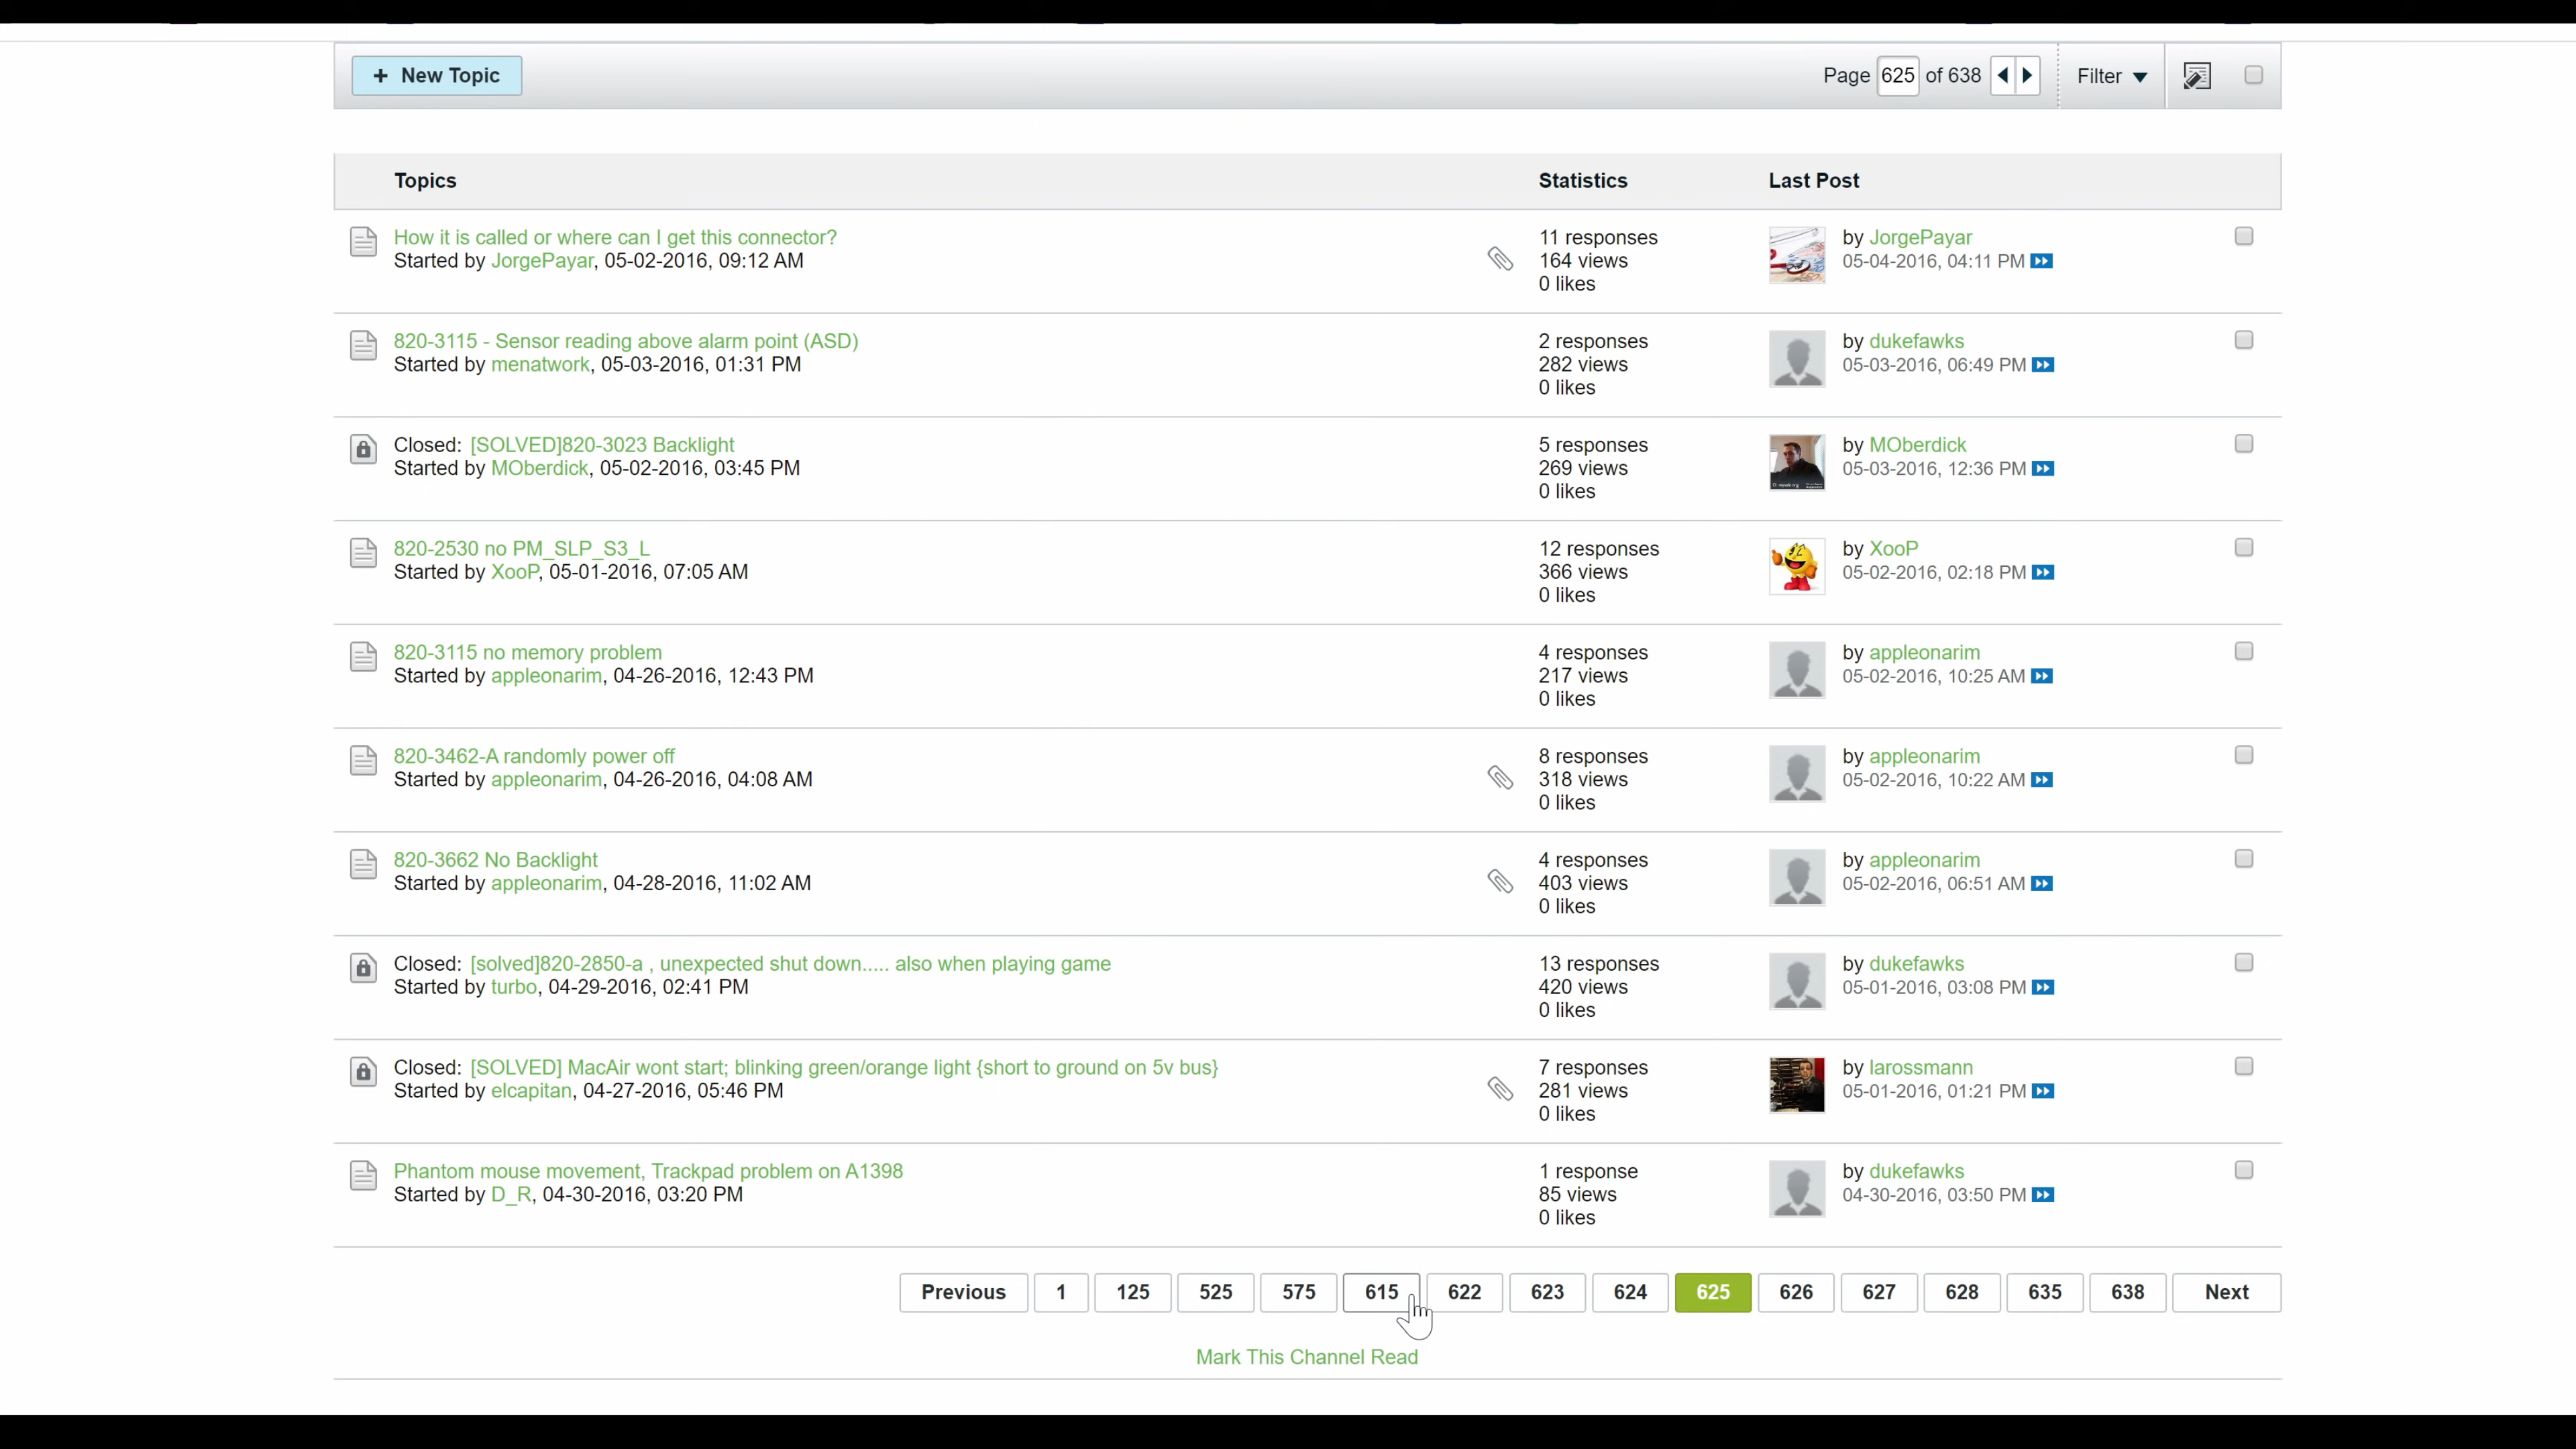 + New Topic
Page 625 of 638
Filter
Topics Statistics Last Post
How it is called or where can I get this connector?
Started by JorgePayar, 05-02-2016, 09:12 AM
11 responses
164 views
0 likes
by JorgePayar
05-04-2016, 04:11 PM
820-3115 - Sensor reading above alarm point (ASD)
Started by menatwork, 05-03-2016, 01:31 PM
2 responses
282 views
0 likes
by dukefawks
05-03-2016, 06:49 PM
Closed: [SOLVED]820-3023 Backlight
Started by MOberdick, 05-02-2016, 03:45 PM
5 responses
269 views
0 likes
by MOberdick
05-03-2016, 12:36 PM
820-2530 no PM_SLP_S3_L
Started by XooP, 05-01-2016, 07:05 AM
12 responses
366 views
0 likes
by XooP
05-02-2016, 02:18 PM
820-3115 no memory problem
Started by appleonarim, 04-26-2016, 12:43 PM
4 responses
217 views
0 likes
by appleonarim
05-02-2016, 10:25 AM
820-3462-A randomly power off
Started by appleonarim, 04-26-2016, 04:08 AM
8 responses
318 views
0 likes
by appleonarim
05-02-2016, 10:22 AM
820-3662 No Backlight
Started by appleonarim, 04-28-2016, 11:02 AM
4 responses
403 views
0 likes
by appleonarim
05-02-2016, 06:51 AM
Closed: [solved]820-2850-a , unexpected shut down..... also when playing game
Started by turbo, 04-29-2016, 02:41 PM
13 responses
420 views
0 likes
by dukefawks
05-01-2016, 03:08 PM
Closed: [SOLVED] MacAir wont start; blinking green/orange light {short to ground on 5v bus}
Started by elcapitan, 04-27-2016, 05:46 PM
7 responses
281 views
0 likes
by larossmann
05-01-2016, 01:21 PM
Phantom mouse movement, Trackpad problem on A1398
Started by D_R, 04-30-2016, 03:20 PM
1 response
85 views
0 likes
by dukefawks
04-30-2016, 03:50 PM
Previous 1 125 525 575 615 622 623 624 625 626 627 628 635 638 Next
Mark This Channel Read